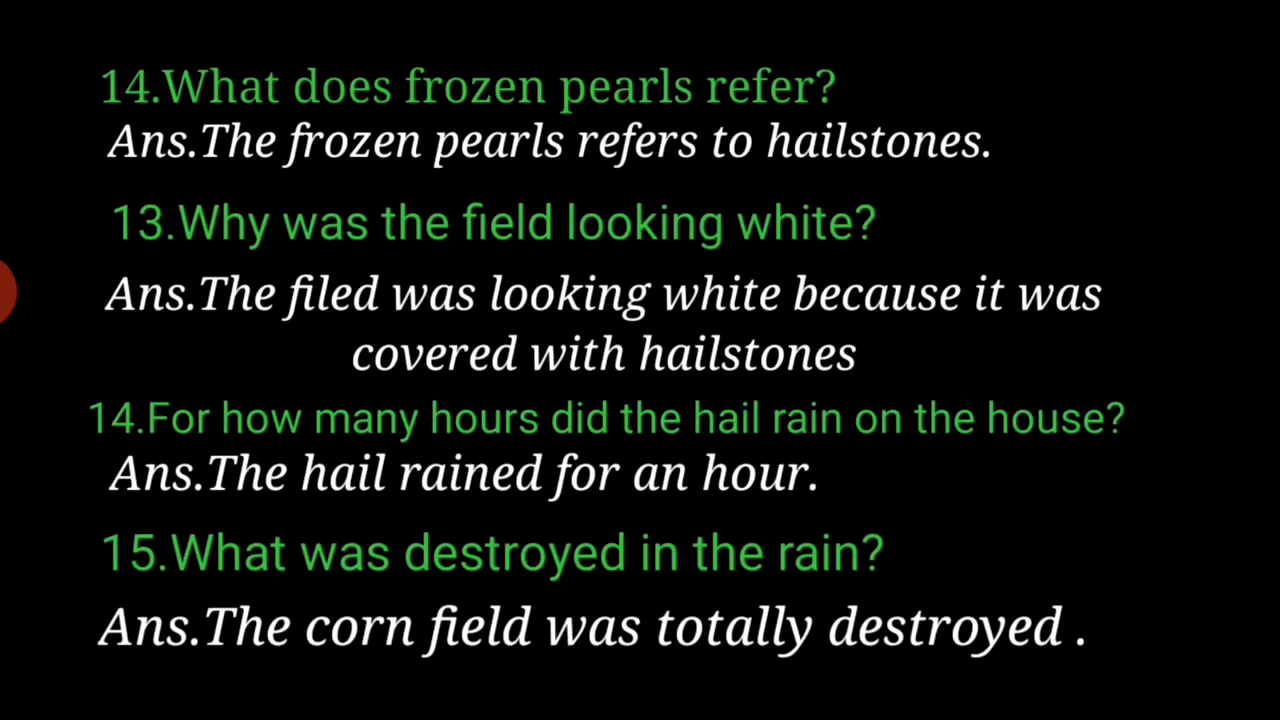 14.What does frozen pearls refer?
Ans.The frozen pearls refers to hailstones.
13.Why was the field looking white?
Ans.The filed was looking white because it was
covered with hailstones
14.For how many hours did the hail rain on the house?
Ans.The hail rained for an hour.
15.What was destroyed in the rain?
Ans.The corn field was totally destroyed .